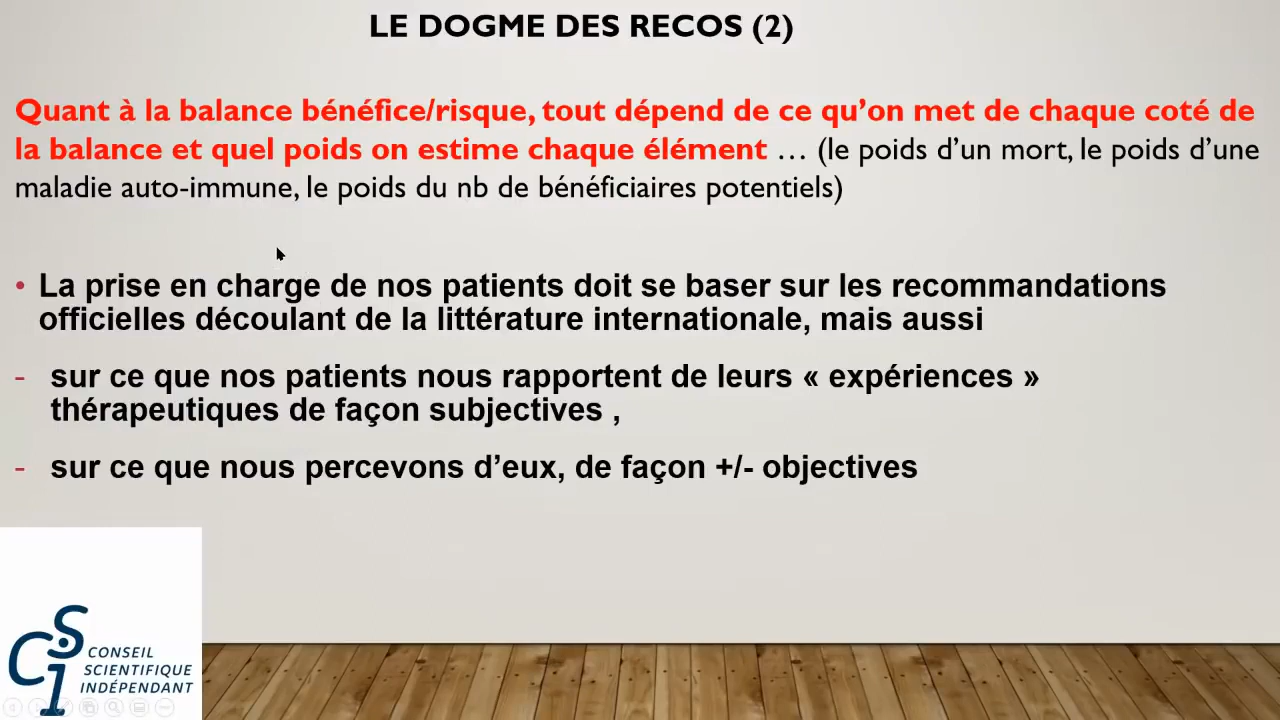 LE DOGME DES RECOS (2)
Quant à la balance bénéfice/risque, tout dépend de ce qu’on met de chaque coté de
la balance et quel poids on estime chaque élément … (le poids d’un mort, le poids d’une
maladie auto-immune, le poids du nb de bénéficiaires potentiels)
• La prise en charge de nos patients doit se baser sur les recommandations
officielles découlant de la littérature internationale, mais aussi
- sur ce que nos patients nous rapportent de leurs « expériences »
thérapeutiques de façon subjectives ,
- sur ce que nous percevons d’eux, de façon +/- objectives
CSI
CONSEIL
SCIENTIFIQUE
INDÉPENDANT